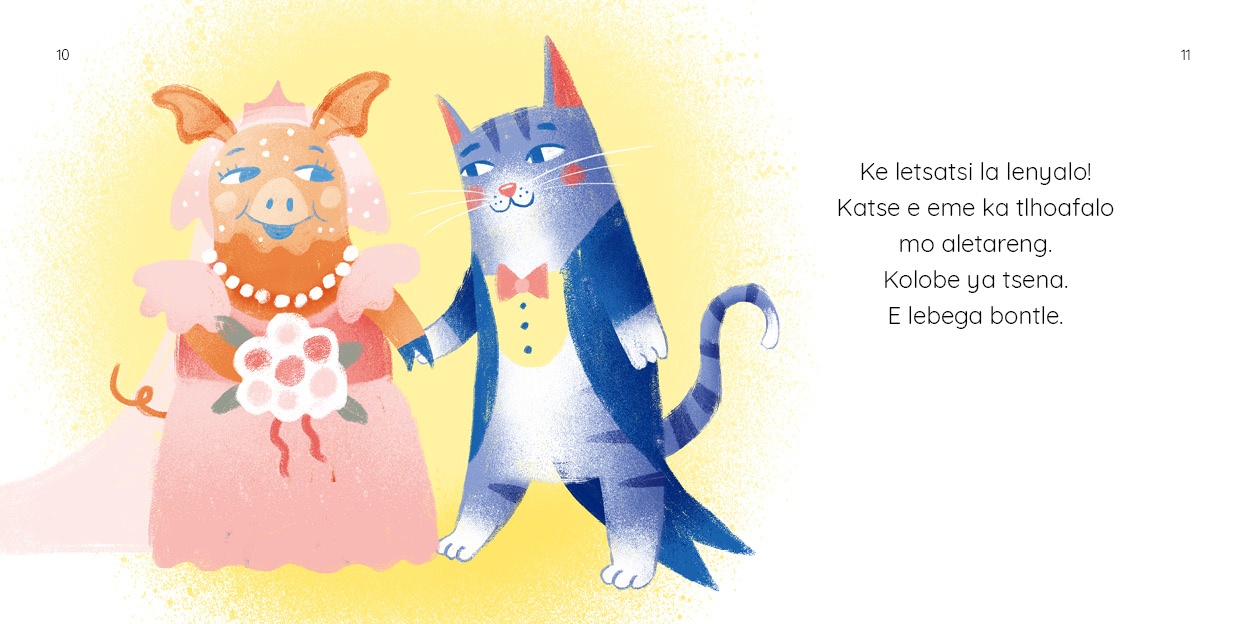 10
11
Ke letsatsi la lenyalo!
Katse e eme ka tlhoafalo
mo aletareng.
Kolobe ya tsena.
E lebega bontle.